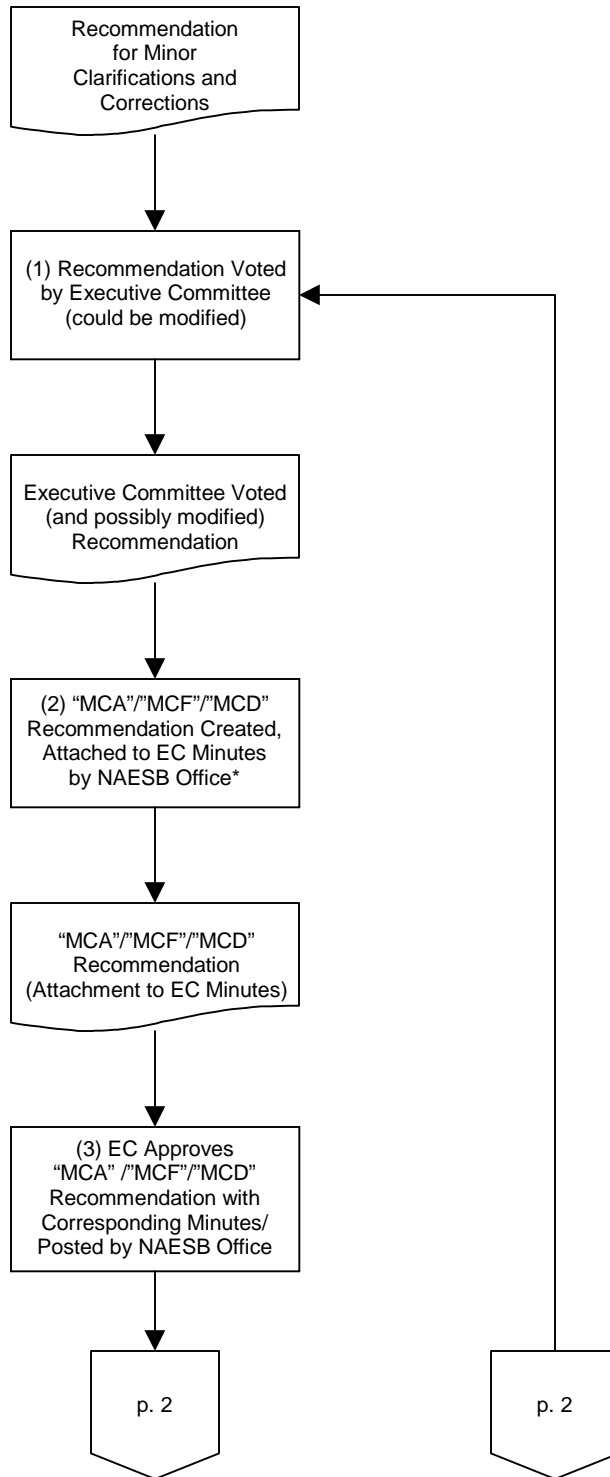 Recommendation
for Minor
Clarifications and
Corrections
(1) Recommendation Voted
by Executive Committee
(could be modified)
Executive Committee Voted
(and possibly modified)
Recommendation
(2) “MCA”/”MCF”/”MCD”
Recommendation Created,
Attached to EC Minutes
by NAESB Office*
“MCA”/”MCF”/”MCD”
Recommendation
(Attachment to EC Minutes)
(3) EC Approves
“MCA” /”MCF”/”MCD”
Recommendation with
Corresponding Minutes/
Posted by NAESB Office
p. 2
p. 2